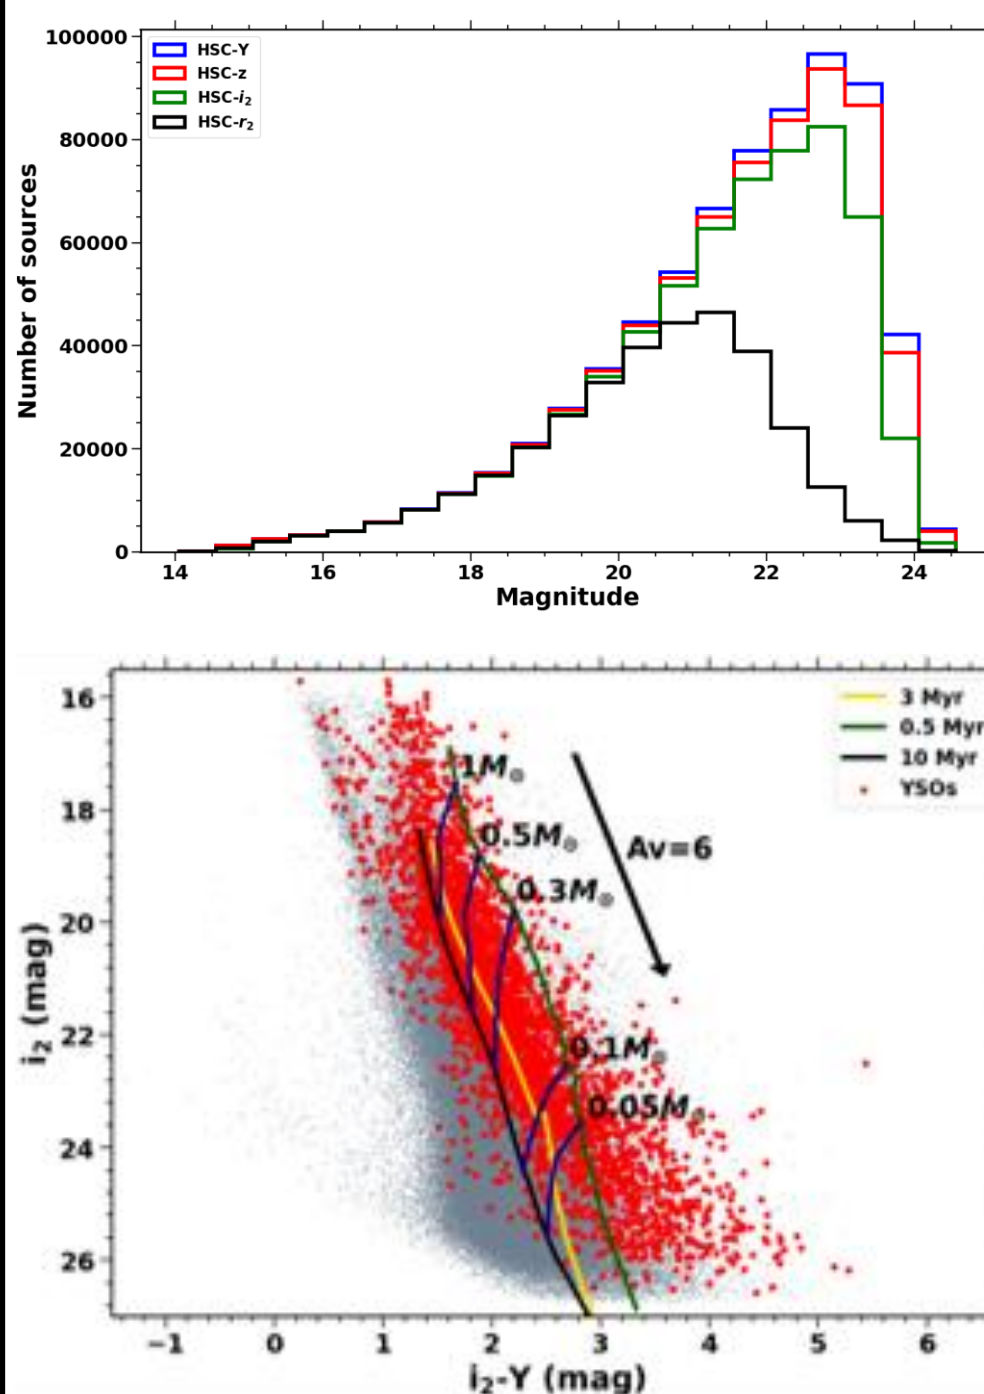 100000
80000
60000
40000
20000
0
Number of sources
HSC-Y
HSC-z
HSC-i₂
HSC-r₂
14 16 18 20 22 24
Magnitude
16
18
20
22
24
26
i₂ (mag)
3 Myr
0.5 Myr
10 Myr
YSOs
1M⊙
0.5M⊙
0.3M⊙
Av=6
0.1M⊙
0.05M⊙
−1 0 1 2 3 4 5 6
i₂-Y (mag)